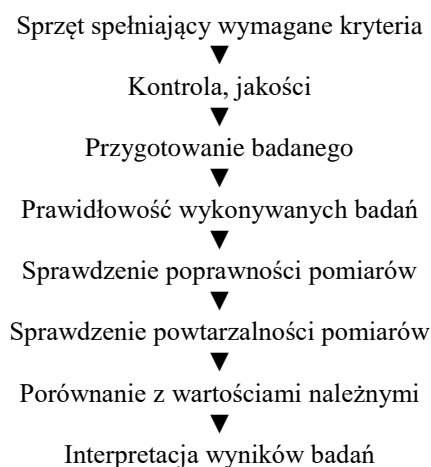 Sprzęt spełniający wymagane kryteria
▼
Kontrola, jakości
▼
Przygotowanie badanego
▼
Prawidłowość wykonywanych badań
▼
Sprawdzenie poprawności pomiarów
▼
Sprawdzenie powtarzalności pomiarów
▼
Porównanie z wartościami należnymi
▼
Interpretacja wyników badań